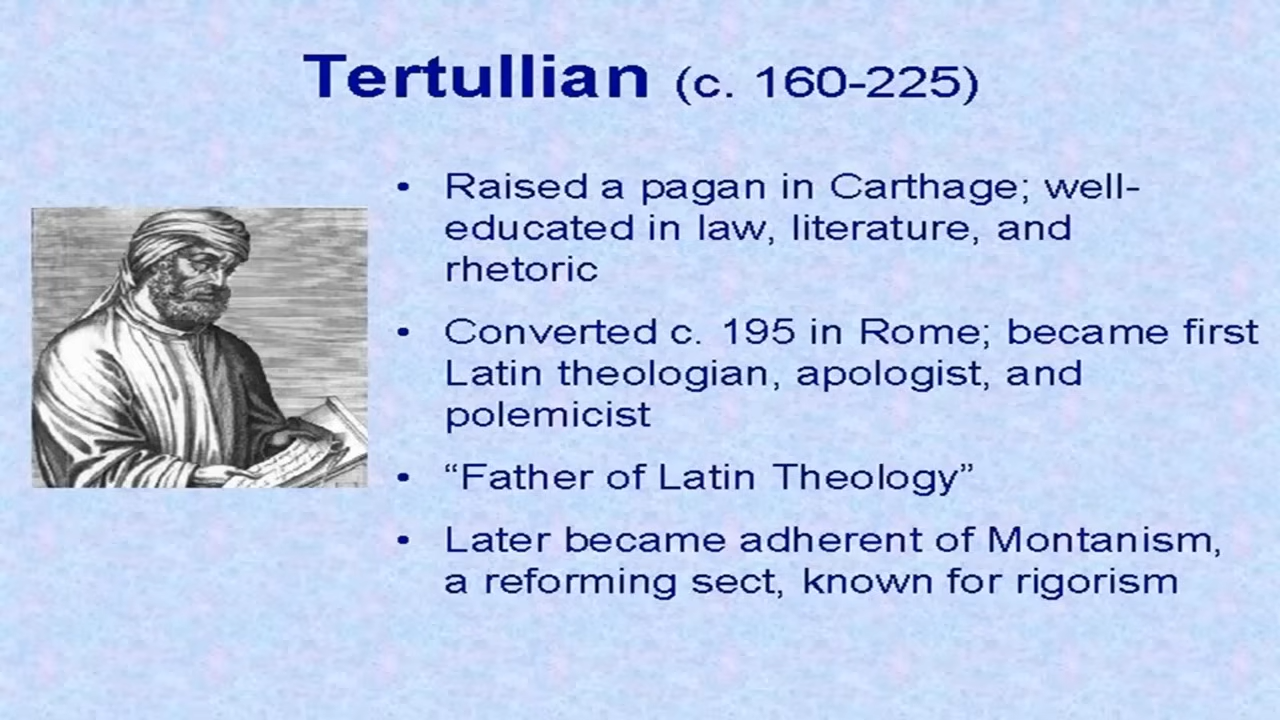 Tertullian (c. 160-225)
• Raised a pagan in Carthage; well-
educated in law, literature, and
rhetoric
• Converted c. 195 in Rome; became first
Latin theologian, apologist, and
polemicist
• “Father of Latin Theology”
• Later became adherent of Montanism,
a reforming sect, known for rigorism